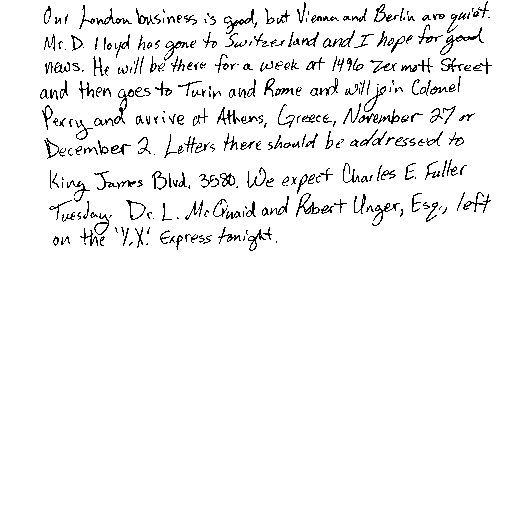 Our London business is good, but Vienna and Berlin are quiet.
Mr. D. Lloyd has gone to Switzerland and I hope for good
news. He will be there for a week at 1496 Zermott Street
and then goes to Turin and Rome and will join Colonel
Perry and arrive at Athens, Greece, November 27 or
December 2. Letters there should be addressed to
King James Blvd. 3580. We expect Charles E. Fuller
Tuesday. Dr. L. McQuaid and Robert Unger, Esq., left
on the 'Y.X.' Express tonight.